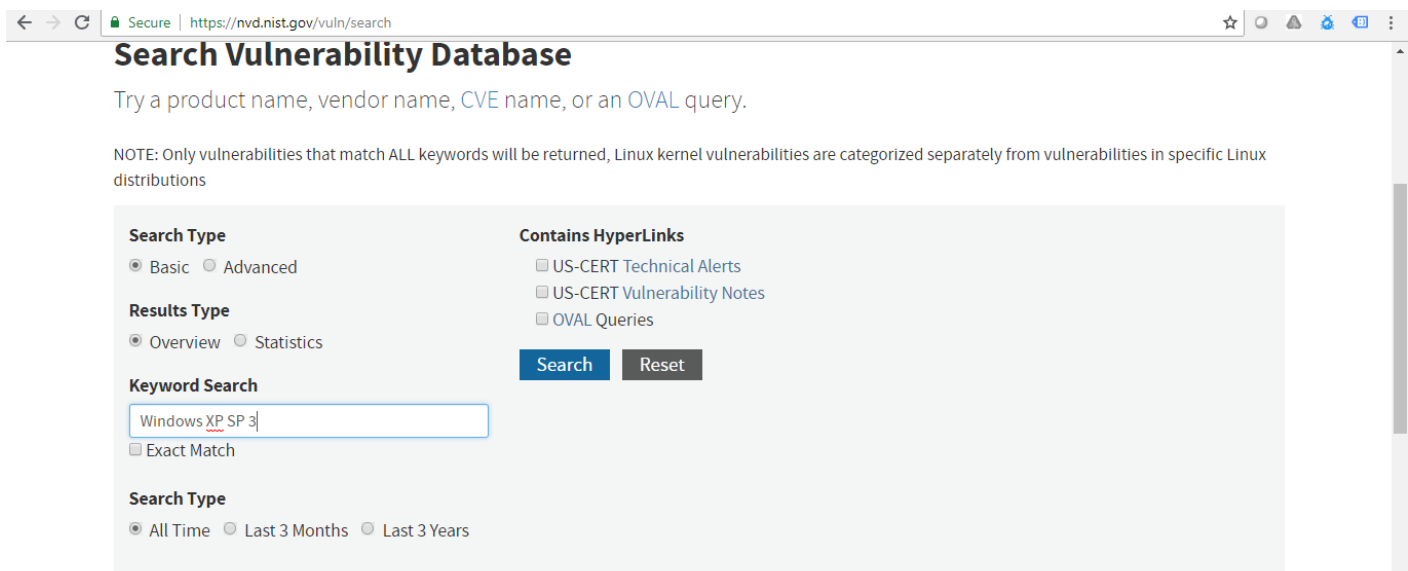 Secure | https://nvd.nist.gov/vuln/search
Search Vulnerability Database
Try a product name, vendor name, CVE name, or an OVAL query.
NOTE: Only vulnerabilities that match ALL keywords will be returned, Linux kernel vulnerabilities are categorized separately from vulnerabilities in specific Linux
distributions
Search Type
Basic Advanced
Results Type
Overview Statistics
Keyword Search
Windows XP SP 3
Exact Match
Search Type
All Time Last 3 Months Last 3 Years
Contains HyperLinks
US-CERT Technical Alerts
US-CERT Vulnerability Notes
OVAL Queries
Search Reset